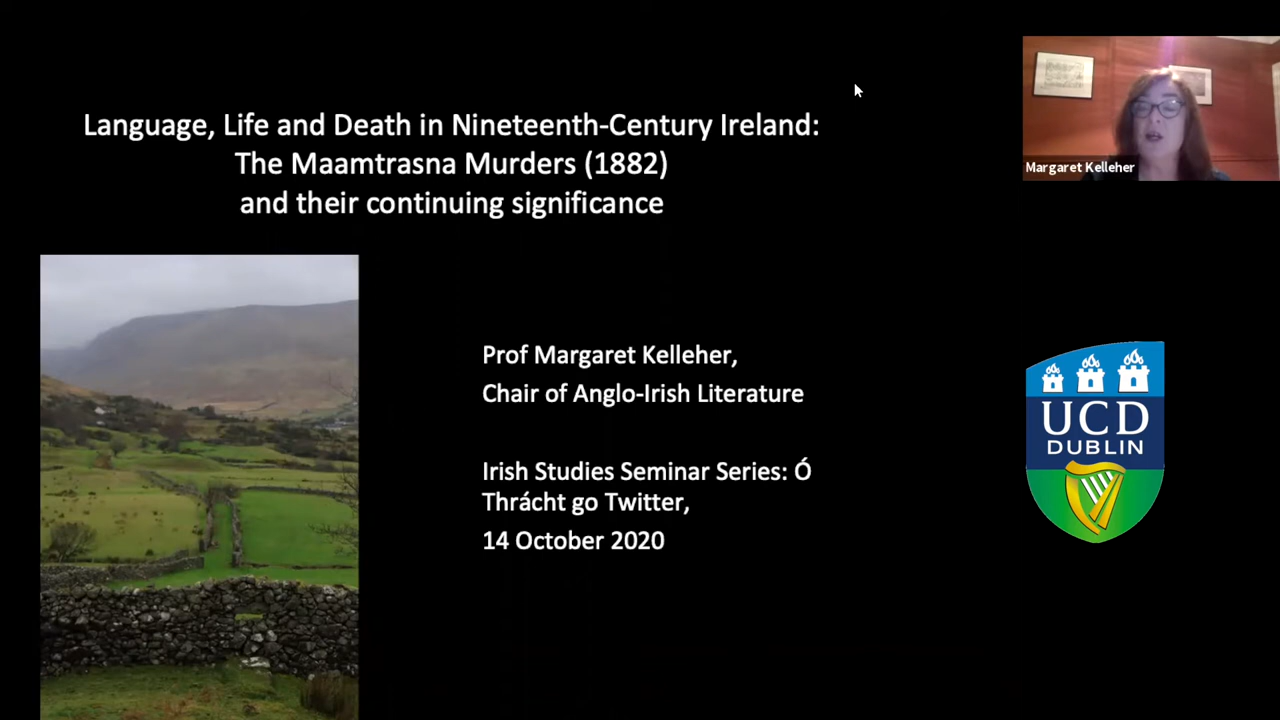 Language, Life and Death in Nineteenth-Century Ireland:
The Maamtrasna Murders (1882)
and their continuing significance
Margaret Kelleher
Prof Margaret Kelleher,
Chair of Anglo-Irish Literature
Irish Studies Seminar Series: Ó
Thrácht go Twitter,
14 October 2020
UCD
DUBLIN